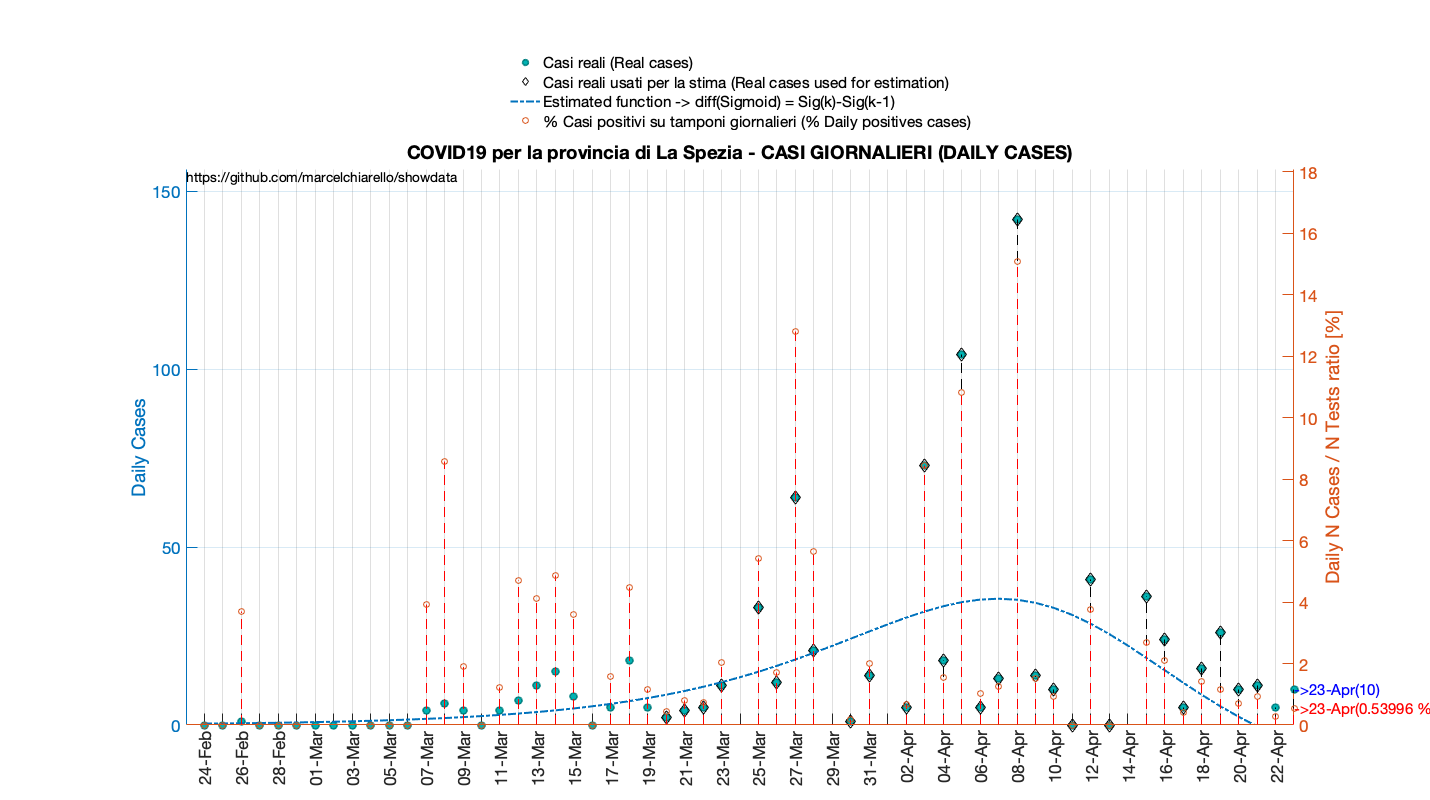 Casi reali (Real cases)
Casi reali usati per la stima (Real cases used for estimation)
Estimated function -> diff(Sigmoid) = Sig(k)-Sig(k-1)
% Casi positivi su tamponi giornalieri (% Daily positives cases)
COVID19 per la provincia di La Spezia - CASI GIORNALIERI (DAILY CASES)
https://github.com/marcelchiarello/showdata
Daily Cases
150
100
50
0
18
16
14
12
10
8
6
4
2
0
Daily N Cases / N Tests ratio [%]
->23-Apr(10)
->23-Apr(0.53996 %
24-Feb
26-Feb
28-Feb
01-Mar
03-Mar
05-Mar
07-Mar
09-Mar
11-Mar
13-Mar
15-Mar
17-Mar
19-Mar
21-Mar
23-Mar
25-Mar
27-Mar
29-Mar
31-Mar
02-Apr
04-Apr
06-Apr
08-Apr
10-Apr
12-Apr
14-Apr
16-Apr
18-Apr
20-Apr
22-Apr